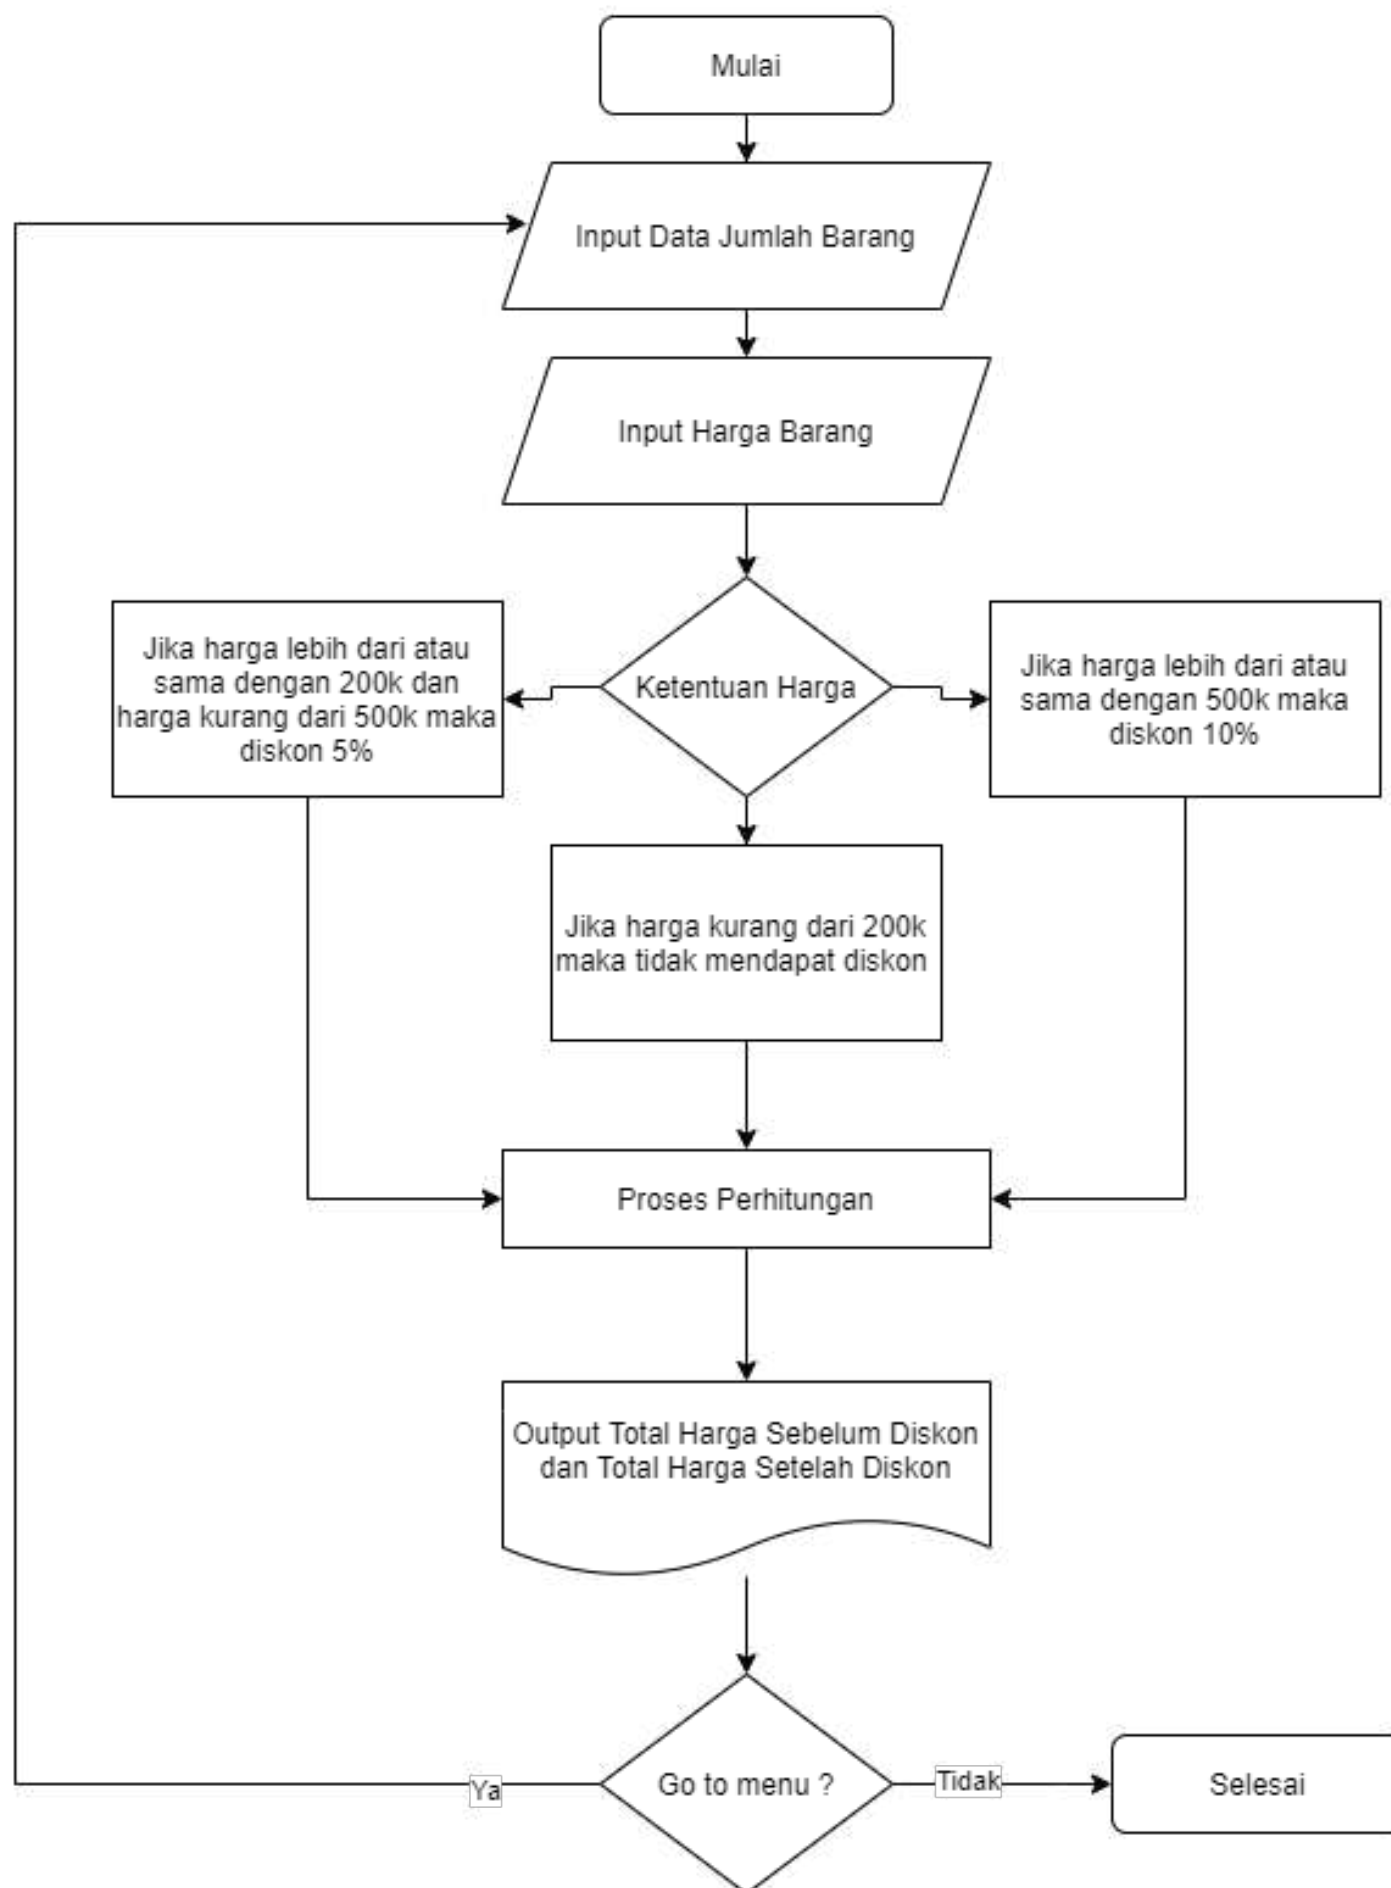 Mulai
Input Data Jumlah Barang
Input Harga Barang
Ketentuan Harga
Jika harga lebih dari atau
sama dengan 200k dan
harga kurang dari 500k maka
diskon 5%
Jika harga lebih dari atau
sama dengan 500k maka
diskon 10%
Jika harga kurang dari 200k
maka tidak mendapat diskon
Proses Perhitungan
Output Total Harga Sebelum Diskon
dan Total Harga Setelah Diskon
Go to menu ?
Ya
Tidak
Selesai